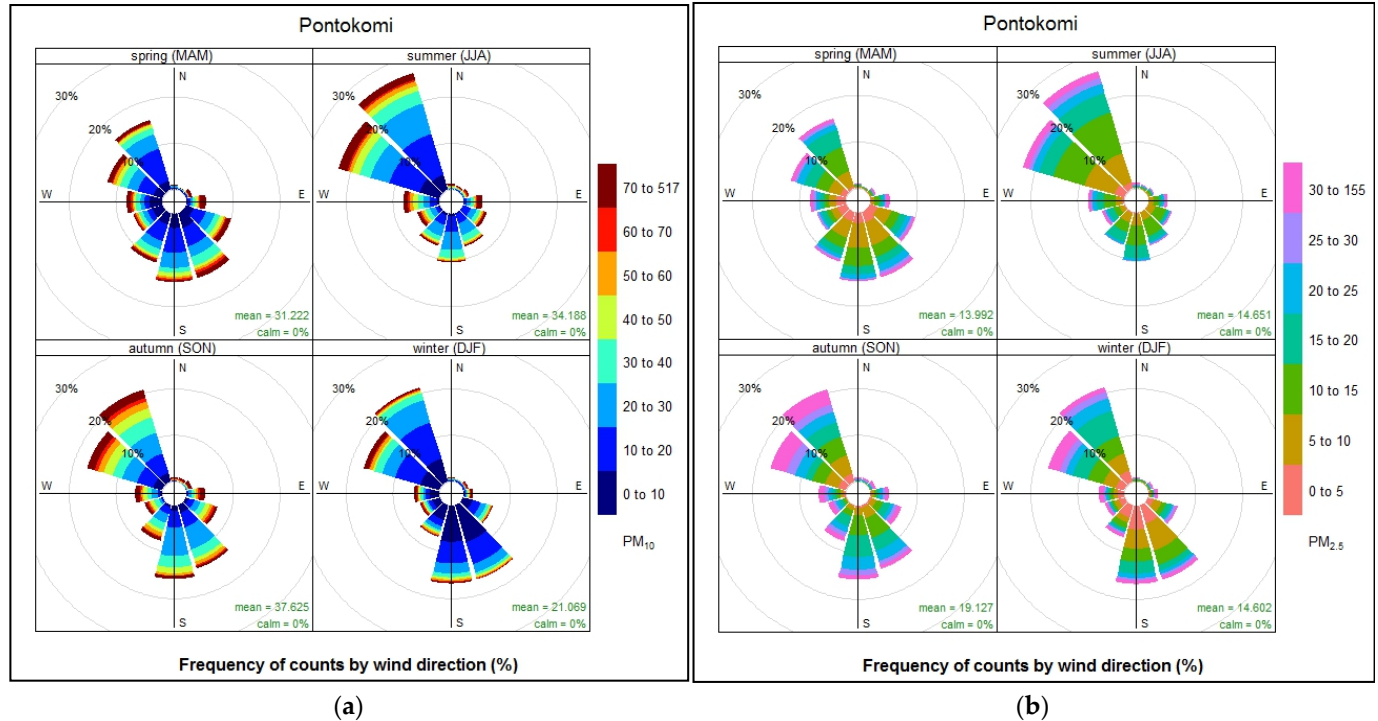 Pontokomi
spring (MAM)
N
30%
20%
10%
W
E
S
mean = 31.222
calm = 0%
summer (JJA)
N
30%
20%
10%
W
E
S
mean = 34.188
calm = 0%
autumn (SON)
N
30%
20%
10%
W
E
S
mean = 37.625
calm = 0%
winter (DJF)
N
30%
20%
10%
W
E
S
mean = 21.069
calm = 0%
70 to 517
60 to 70
50 to 60
40 to 50
30 to 40
20 to 30
10 to 20
0 to 10
PM10
Frequency of counts by wind direction (%)
(a)
Pontokomi
spring (MAM)
N
30%
20%
10%
W
E
S
mean = 13.992
calm = 0%
summer (JJA)
N
30%
20%
10%
W
E
S
mean = 14.651
calm = 0%
autumn (SON)
N
30%
20%
10%
W
E
S
mean = 19.127
calm = 0%
winter (DJF)
N
30%
20%
10%
W
E
S
mean = 14.602
calm = 0%
30 to 155
25 to 30
20 to 25
15 to 20
10 to 15
5 to 10
0 to 5
PM2.5
Frequency of counts by wind direction (%)
(b)